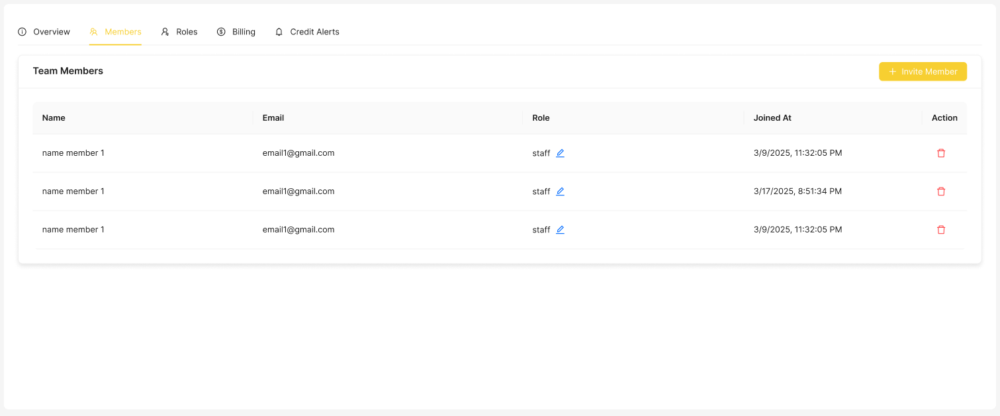 Overview Members Roles Billing Credit Alerts
Team Members
+ Invite Member
Name Email Role Joined At Action
name member 1 email1@gmail.com staff 3/9/2025, 11:32:05 PM
name member 1 email1@gmail.com staff 3/17/2025, 8:51:34 PM
name member 1 email1@gmail.com staff 3/9/2025, 11:32:05 PM